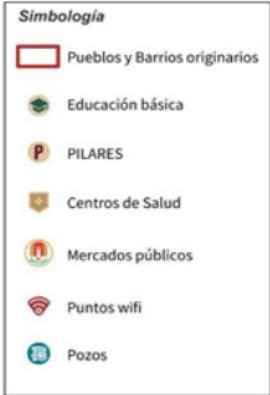 Simbología
Pueblos y Barrios originarios
Educación básica
P PILARES
Centros de Salud
Mercados públicos
Puntos wifi
Pozos